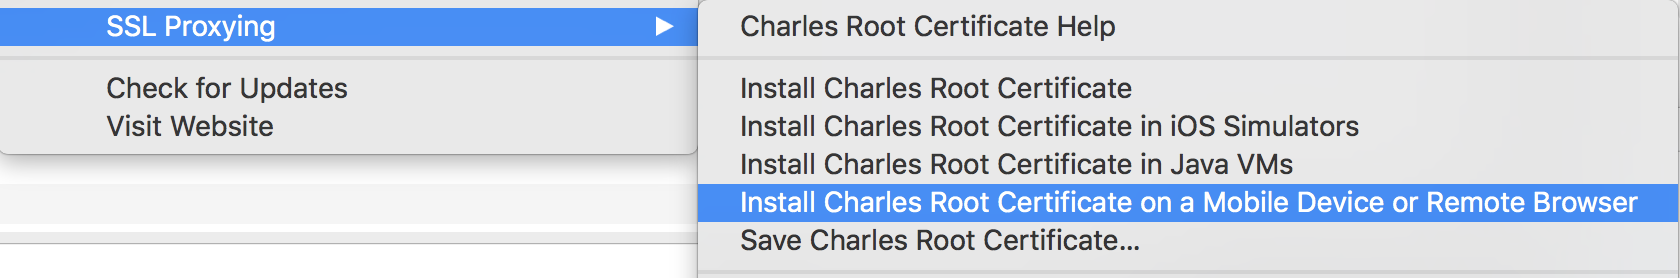 SSL Proxying
Check for Updates
Visit Website
Charles Root Certificate Help
Install Charles Root Certificate
Install Charles Root Certificate in iOS Simulators
Install Charles Root Certificate in Java VMs
Install Charles Root Certificate on a Mobile Device or Remote Browser
Save Charles Root Certificate...